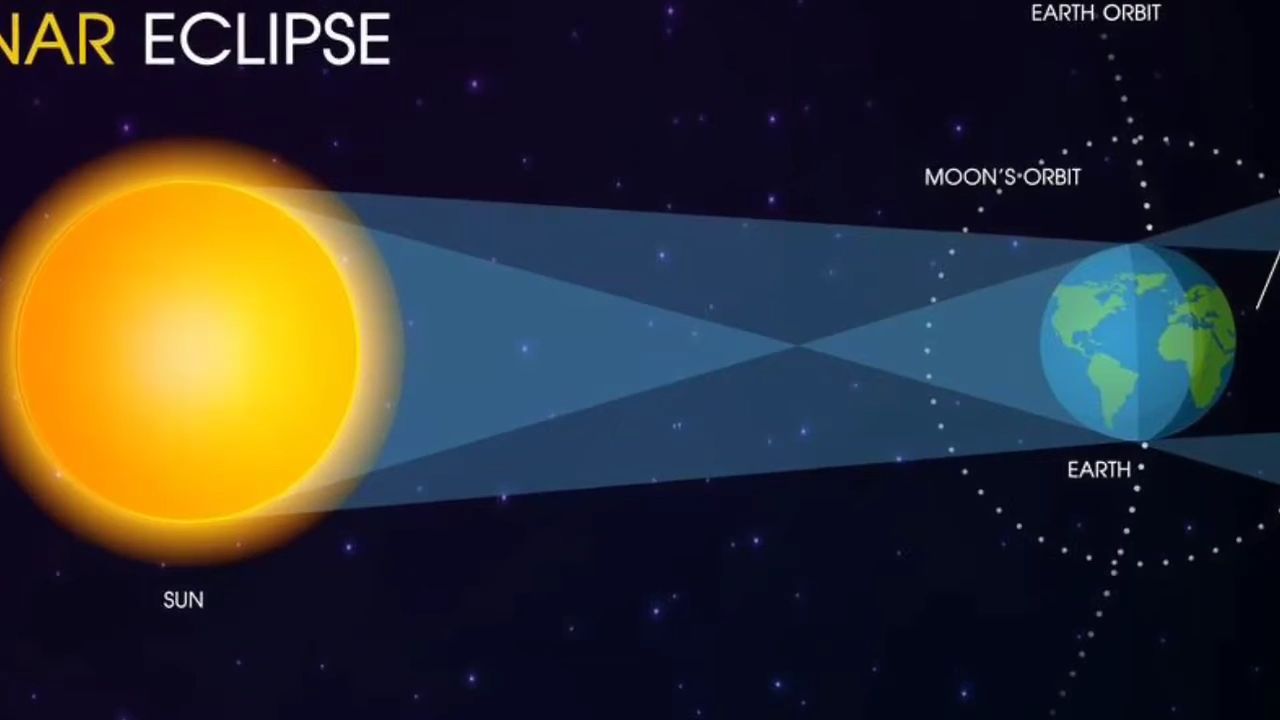 NAR ECLIPSE
EARTH ORBIT
MOON'S ORBIT
EARTH
SUN